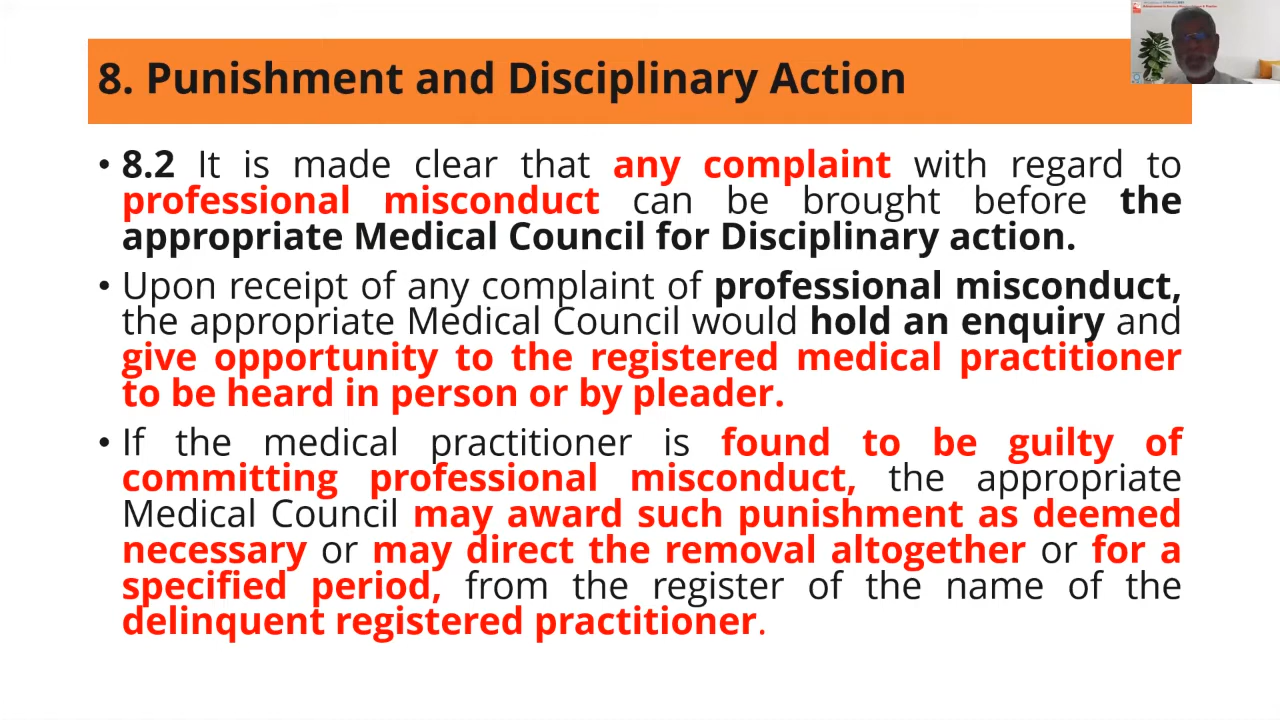 8. Punishment and Disciplinary Action
• 8.2 It is made clear that any complaint with regard to
professional misconduct can be brought before the
appropriate Medical Council for Disciplinary action.
• Upon receipt of any complaint of professional misconduct,
the appropriate Medical Council would hold an enquiry and
give opportunity to the registered medical practitioner
to be heard in person or by pleader.
• If the medical practitioner is found to be guilty of
committing professional misconduct, the appropriate
Medical Council may award such punishment as deemed
necessary or may direct the removal altogether or for a
specified period, from the register of the name of the
delinquent registered practitioner.